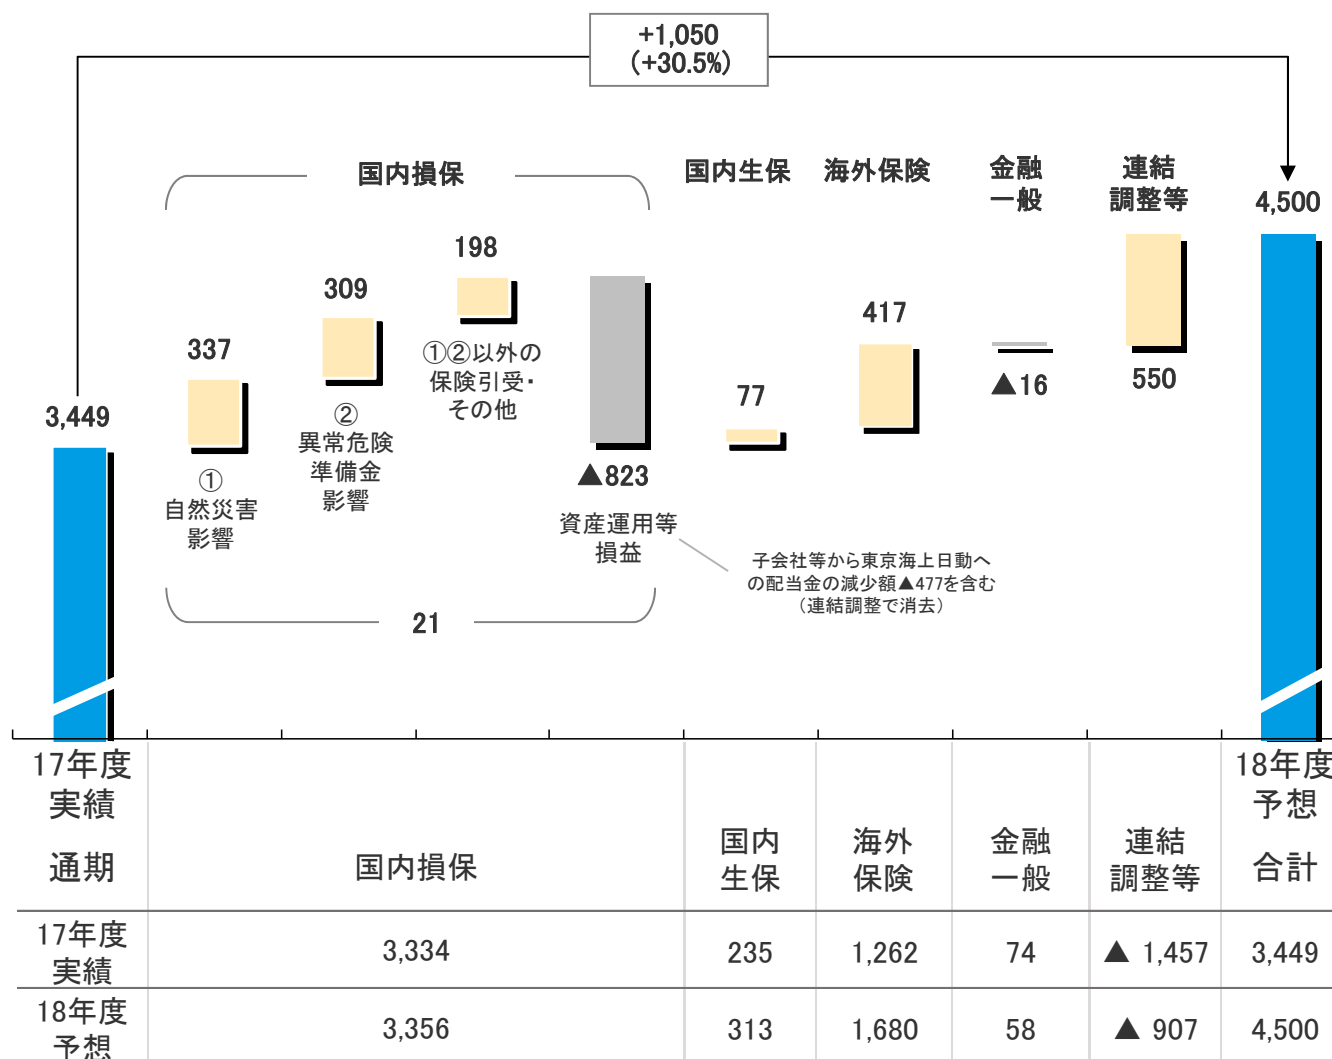 +1,050
(+30.5%)
国内損保
国内生保
海外保険
金融
一般
連結
調整等
4,500
3,449
337
①
自然災害
影響
309
②
異常危険
準備金
影響
198
①②以外の
保険引受・
その他
▲823
資産運用等
損益
77
417
▲16
550
子会社等から東京海上日動へ
の配当金の減少額▲477を含む
（連結調整で消去）
21
17年度
実績
18年度
予想
通期
国内損保
国内
生保
海外
保険
金融
一般
連結
調整等
合計
17年度
実績
3,334
235
1,262
74
▲ 1,457
3,449
18年度
予想
3,356
313
1,680
58
▲ 907
4,500